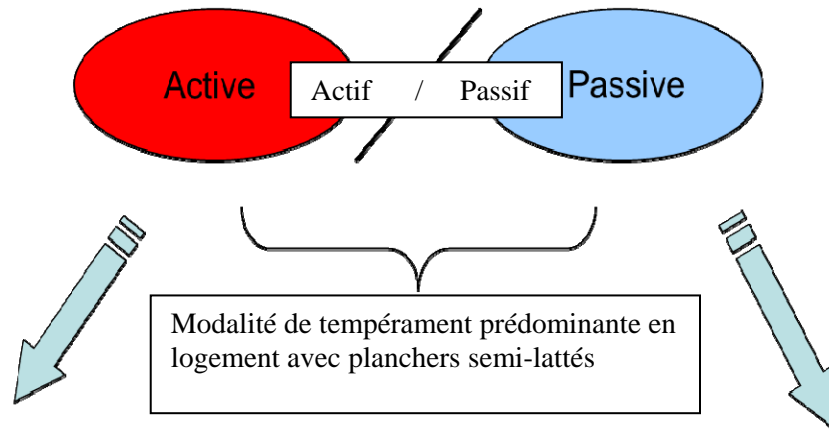 Active Actif / Passif Passive
Modalité de tempérament prédominante en
logement avec planchers semi-lattés